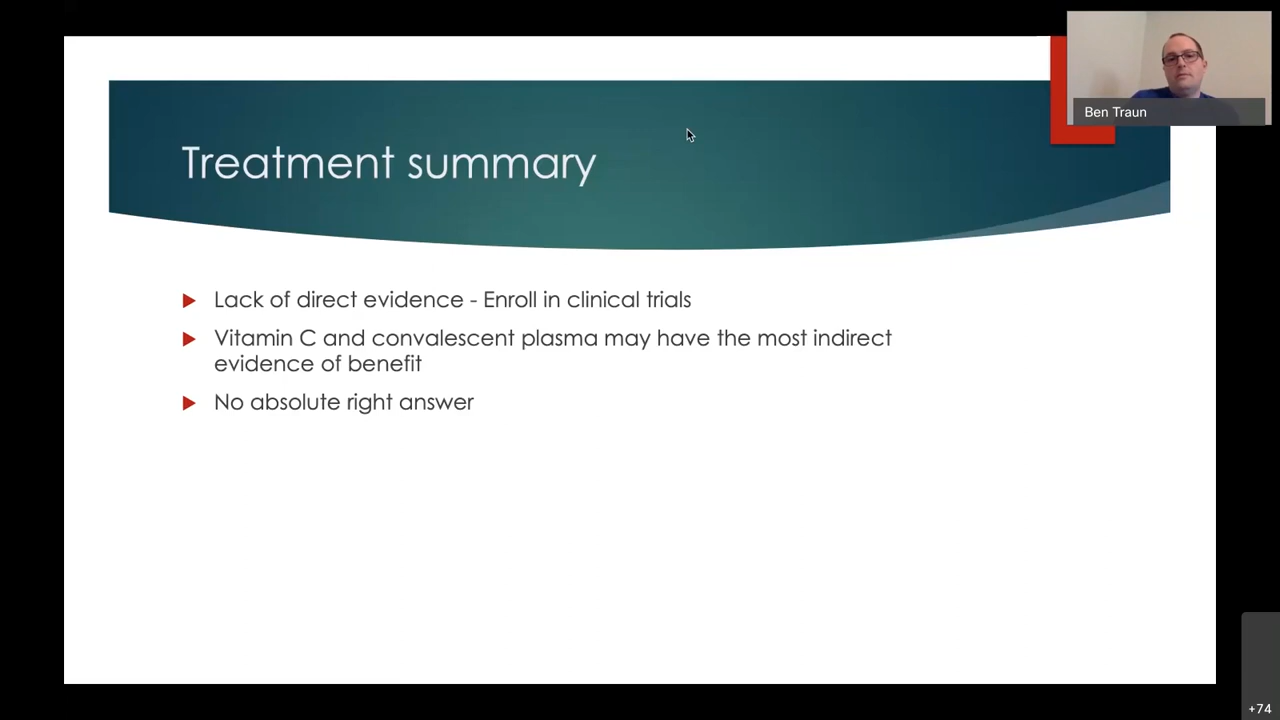 Ben Traun
Treatment summary
Lack of direct evidence - Enroll in clinical trials
Vitamin C and convalescent plasma may have the most indirect
evidence of benefit
No absolute right answer
+74